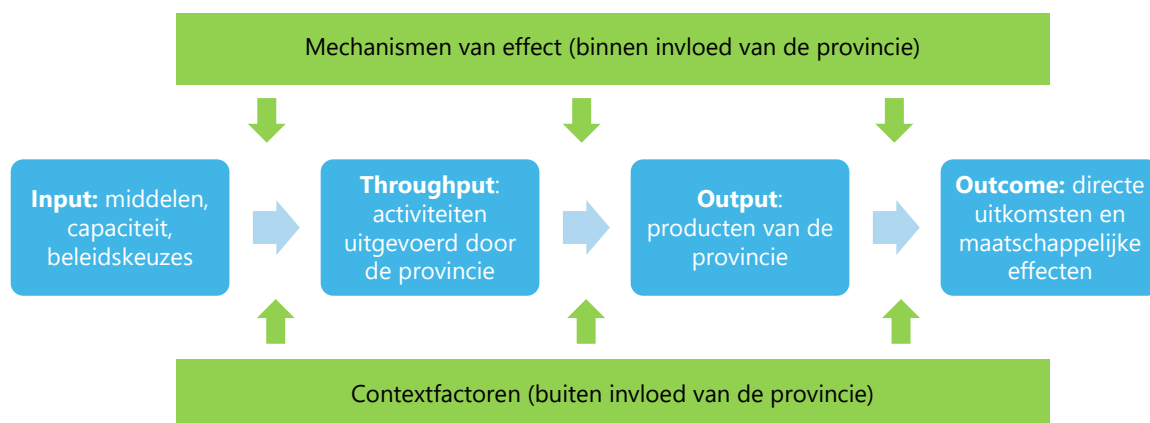 Mechanismen van effect (binnen invloed van de provincie)
Input: middelen,
capaciteit,
beleidskeuzes
Throughput:
activiteiten
uitgevoerd door
de provincie
Output:
producten van de
provincie
Outcome: directe
uitkomsten en
maatschappelijke
effecten
Contextfactoren (buiten invloed van de provincie)